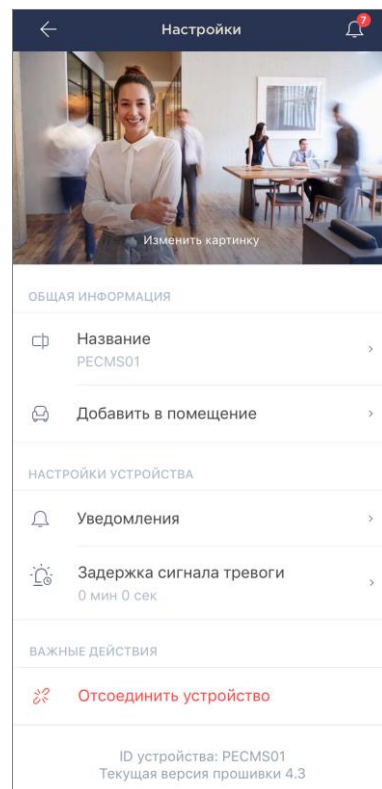 Настройки
7
Изменить картинку
ОБЩАЯ ИНФОРМАЦИЯ
Название
PECMS01
Добавить в помещение
НАСТРОЙКИ УСТРОЙСТВА
Уведомления
Задержка сигнала тревоги
0 мин 0 сек
ВАЖНЫЕ ДЕЙСТВИЯ
Отсоединить устройство
ID устройства: PECMS01
Текущая версия прошивки 4.3